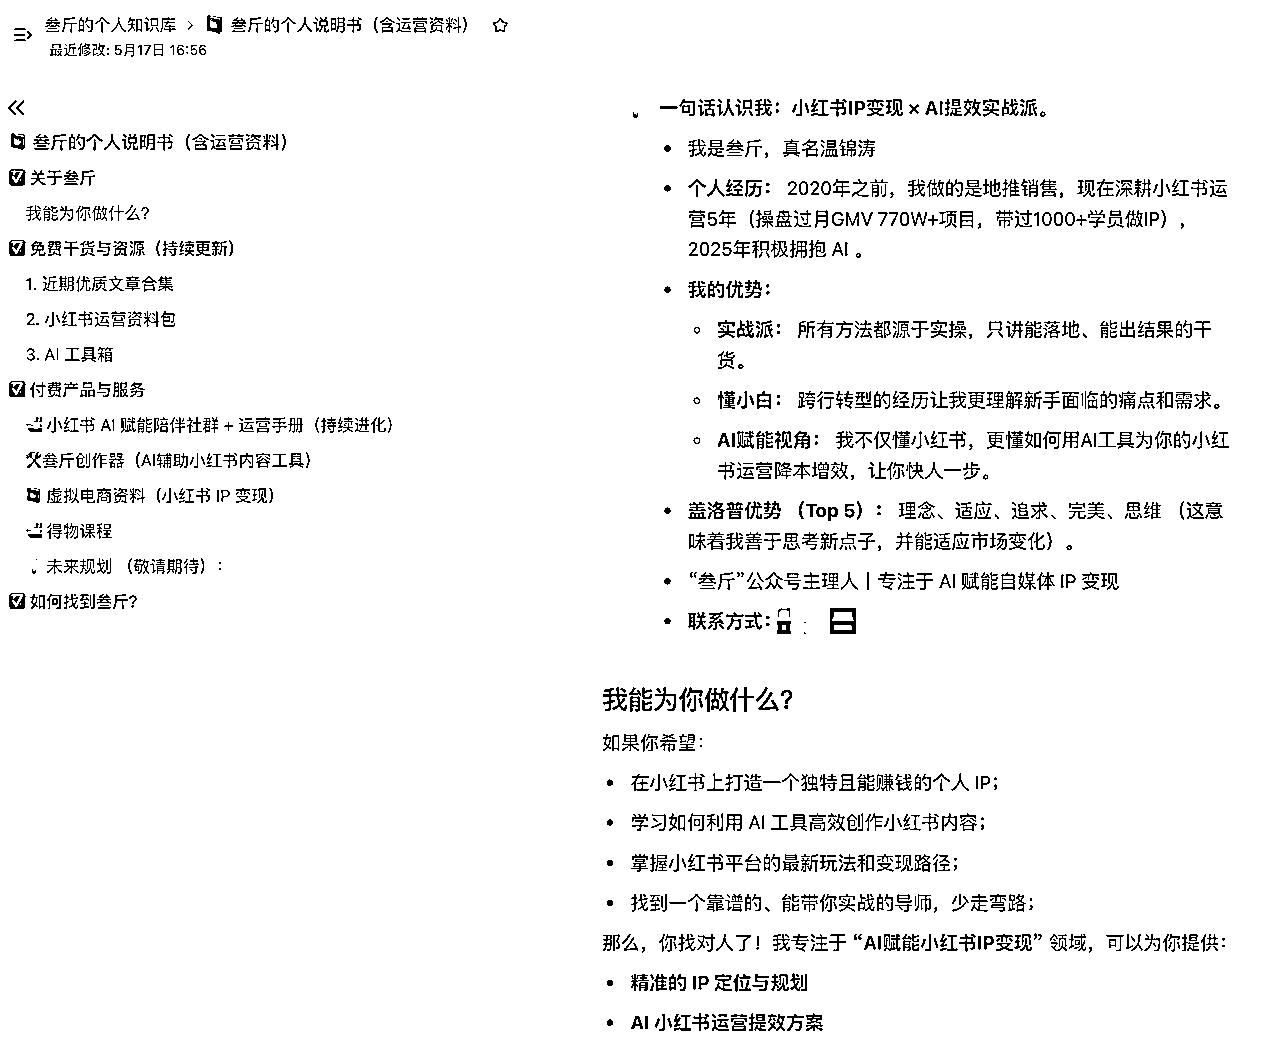 叁斤的个人知识库 > 叁斤的个人说明书（含运营资料）
最近修改: 5月17日 16:56
叁斤的个人说明书（含运营资料）
关于叁斤
我能为你做什么？
免费干货与资源（持续更新）
1. 近期优质文章合集
2. 小红书运营资料包
3. AI 工具箱
付费产品与服务
小红书 AI 赋能陪伴社群 + 运营手册（持续进化）
叁斤创作器（AI辅助小红书内容工具）
虚拟电商资料（小红书 IP 变现）
得物课程
未来规划 （敬请期待）：
如何找到叁斤？
一句话认识我：小红书IP变现 × AI提效实战派。
• 我是叁斤，真名温锦涛
• 个人经历： 2020年之前，我做的是地推销售，现在深耕小红书运
营5年（操盘过月GMV 770W+项目，带过1000+学员做IP），
2025年积极拥抱 AI 。
• 我的优势：
◦ 实战派： 所有方法都源于实操，只讲能落地、能出结果的干
货。
◦ 懂小白： 跨行转型的经历让我更理解新手面临的痛点和需求。
◦ AI赋能视角： 我不仅懂小红书，更懂如何用AI工具为你的小红
书运营降本增效，让你快人一步。
• 盖洛普优势 （Top 5）： 理念、适应、追求、完美、思维 （这意
味着我善于思考新点子，并能适应市场变化）。
• “叁斤”公众号主理人｜专注于 AI 赋能自媒体 IP 变现
• 联系方式：
我能为你做什么？
如果你希望：
• 在小红书上打造一个独特且能赚钱的个人 IP；
• 学习如何利用 AI 工具高效创作小红书内容；
• 掌握小红书平台的最新玩法和变现路径；
• 找到一个靠谱的、能带你实战的导师，少走弯路；
那么，你找对人了！我专注于 “AI赋能小红书IP变现” 领域，可以为你提供：
• 精准的 IP 定位与规划
• AI 小红书运营提效方案